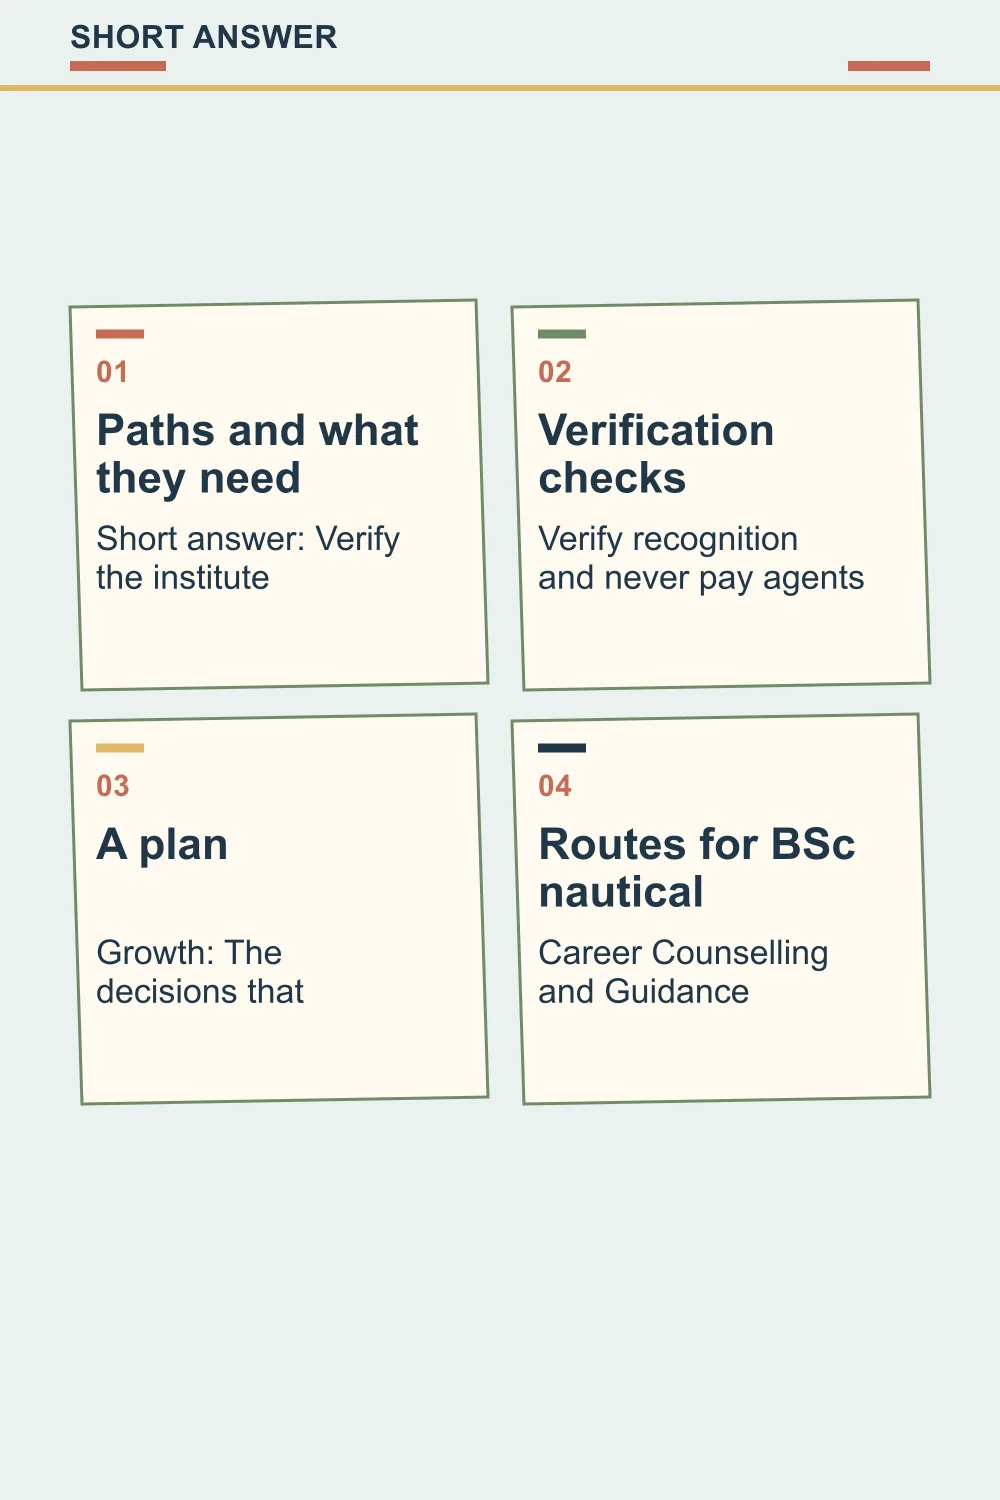 SHORT ANSWER
01
Paths and what
they need
Short answer: Verify
the institute
02
Verification
checks
Verify recognition
and never pay agents
03
A plan
Growth: The
decisions that
04
Routes for BSc
nautical
Career Counselling
and Guidance